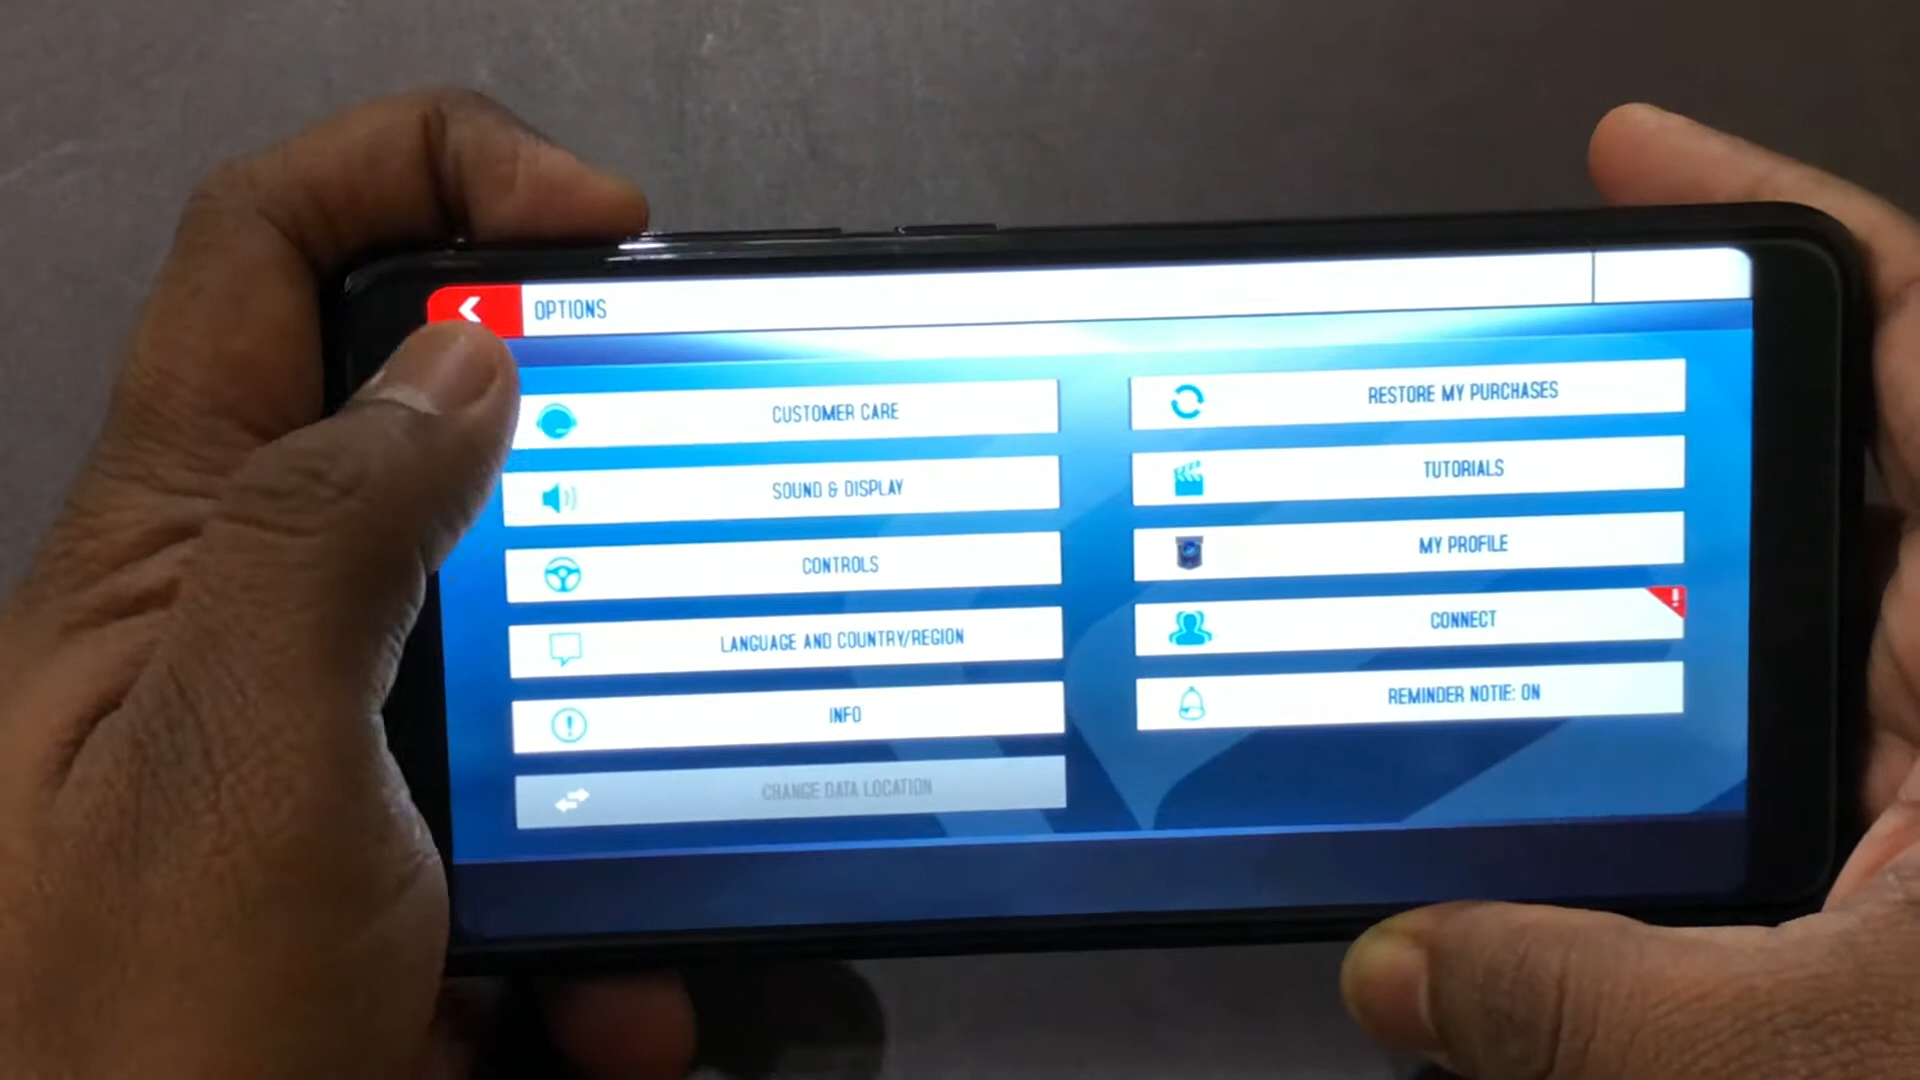 OPTIONS
CUSTOMER CARE
SOUND & DISPLAY
CONTROLS
LANGUAGE AND COUNTRY/REGION
INFO
CHANGE DATA LOCATION
RESTORE MY PURCHASES
TUTORIALS
MY PROFILE
CONNECT
!
REMINDER NOTIF.: ON